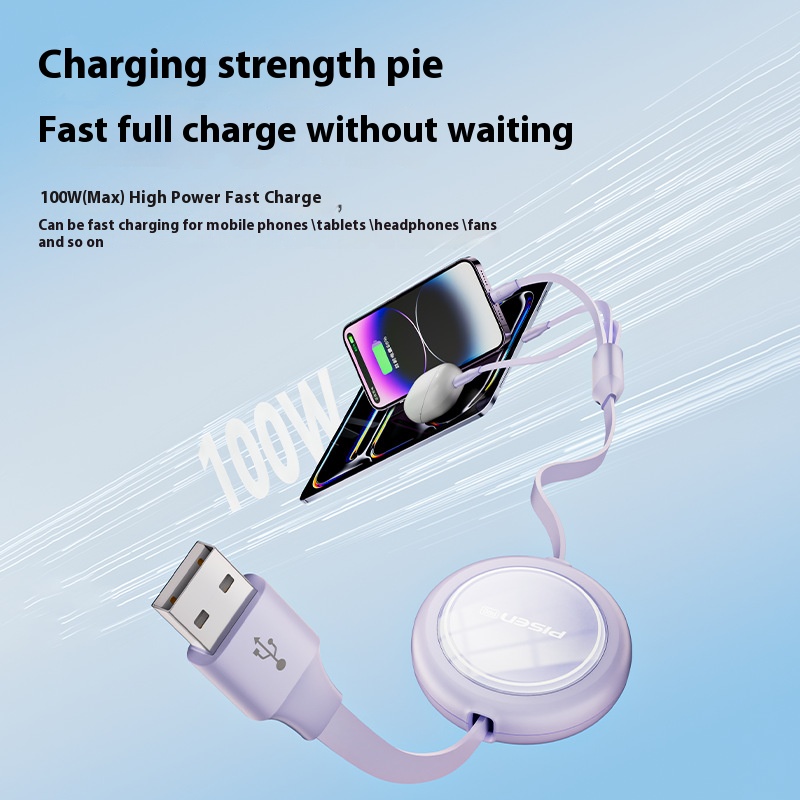 Charging strength pie
Fast full charge without waiting
100W(Max) High Power Fast Charge ,
Can be fast charging for mobile phones \tablets \headphones \fans
and so on
100W
PISEN